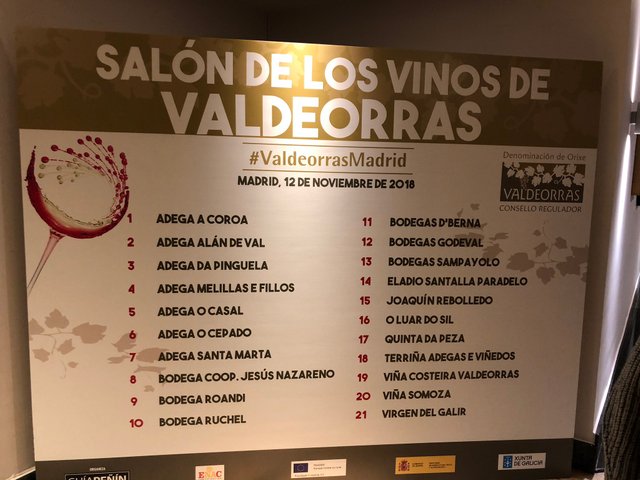 SALÓN DE LOS VINOS DE
VALDEORRAS
#ValdeorrasMadrid
MADRID, 12 DE NOVIEMBRE DE 2018
Denominación de Orixe
VALDEORRAS
CONSELLO REGULADOR
1 ADEGA A COROA
2 ADEGA ALÁN DE VAL
3 ADEGA DA PINGUELA
4 ADEGA MELILLAS E FILLOS
5 ADEGA O CASAL
6 ADEGA O CEPADO
7 ADEGA SANTA MARTA
8 BODEGA COOP. JESÚS NAZARENO
9 BODEGA ROANDI
10 BODEGA RUCHEL
11 BODEGAS D'BERNA
12 BODEGAS GODEVAL
13 BODEGAS SAMPAYOLO
14 ELADIO SANTALLA PARADELO
15 JOAQUÍN REBOLLEDO
16 O LUAR DO SIL
17 QUINTA DA PEZA
18 TERRIÑA ADEGAS E VIÑEDOS
19 VIÑA COSTEIRA VALDEORRAS
20 VIÑA SOMOZA
21 VIRGEN DEL GALIR
ORGANIZA
GUÍAPEÑÍN
ENAC
XUNTA
DE GALICIA